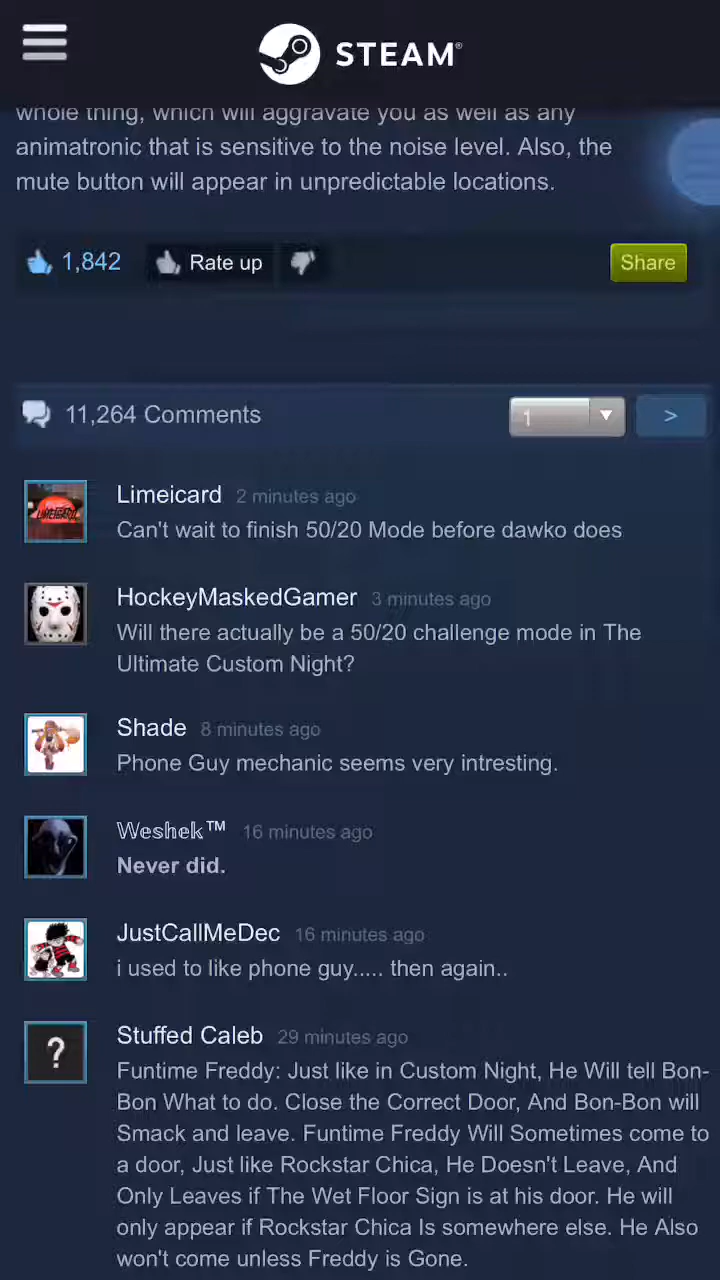 STEAM®
whole thing, which will aggravate you as well as any
animatronic that is sensitive to the noise level. Also, the
mute button will appear in unpredictable locations.
1,842 Rate up Share
11,264 Comments 1 >
Limeicard 2 minutes ago
Can't wait to finish 50/20 Mode before dawko does
HockeyMaskedGamer 3 minutes ago
Will there actually be a 50/20 challenge mode in The
Ultimate Custom Night?
Shade 8 minutes ago
Phone Guy mechanic seems very intresting.
𝕎𝕖𝕤𝕙𝕖𝕜™ 16 minutes ago
Never did.
JustCallMeDec 16 minutes ago
i used to like phone guy..... then again..
?
Stuffed Caleb 29 minutes ago
Funtime Freddy: Just like in Custom Night, He Will tell Bon-
Bon What to do. Close the Correct Door, And Bon-Bon will
Smack and leave. Funtime Freddy Will Sometimes come to
a door, Just like Rockstar Chica, He Doesn't Leave, And
Only Leaves if The Wet Floor Sign is at his door. He will
only appear if Rockstar Chica Is somewhere else. He Also
won't come unless Freddy is Gone.